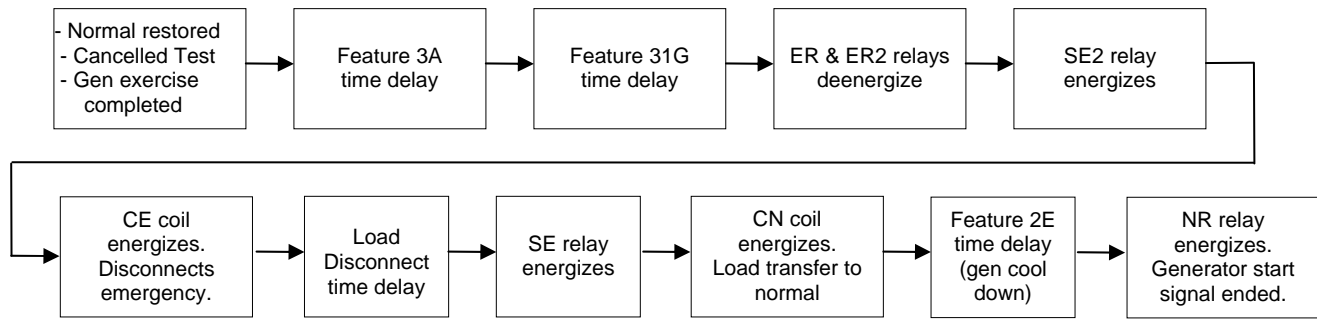 - Normal restored
- Cancelled Test
- Gen exercise
completed
Feature 3A
time delay
Feature 31G
time delay
ER & ER2 relays
deenergize
SE2 relay
energizes
CE coil
energizes.
Disconnects
emergency.
Load
Disconnect
time delay
SE relay
energizes
CN coil
energizes.
Load transfer to
normal
Feature 2E
time delay
(gen cool
down)
NR relay
energizes.
Generator start
signal ended.